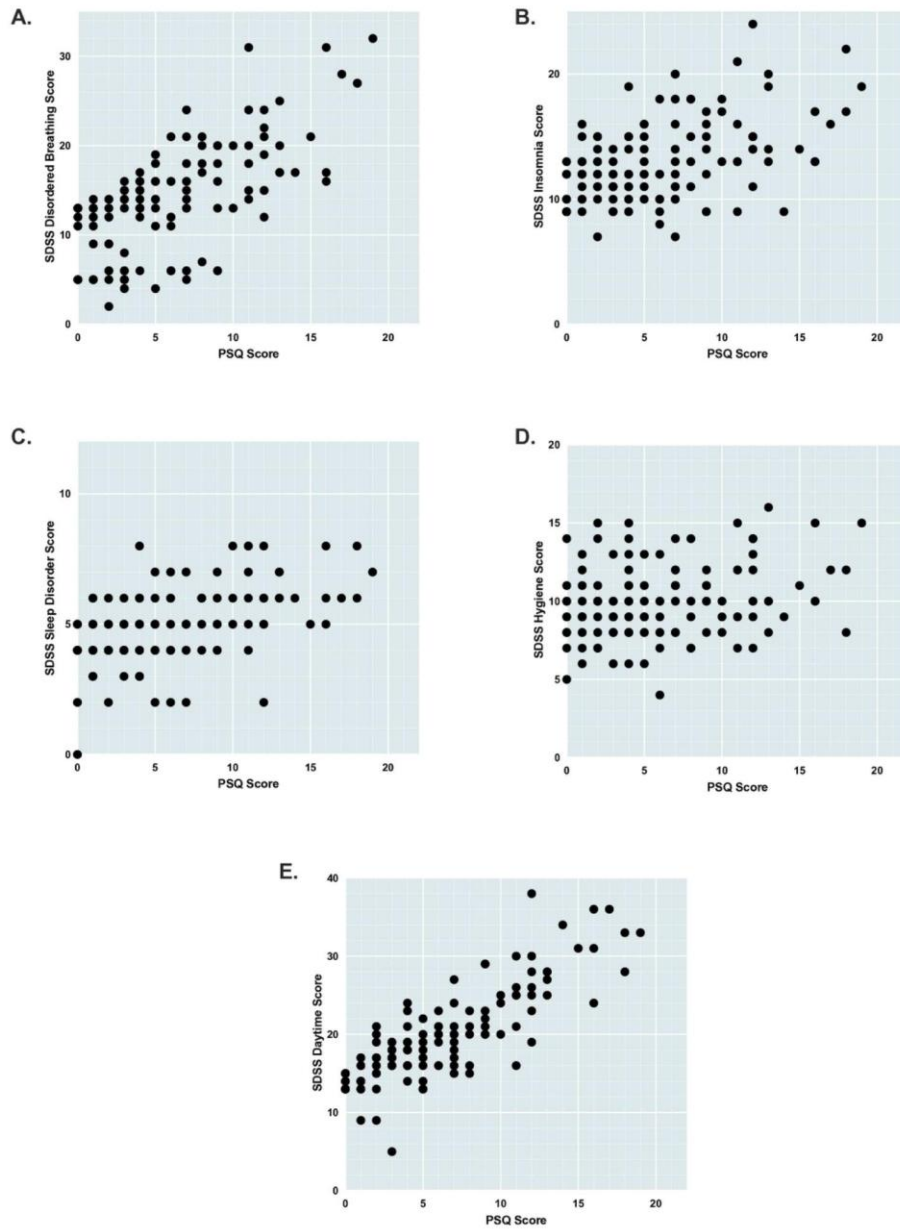 A.
SDSS Disordered Breathing Score
30
20
10
0
0 5 10 15 20
PSQ Score
B.
SDSS Insomnia Score
20
10
0
0 5 10 15 20
PSQ Score
C.
SDSS Sleep Disorder Score
10
5
0
0 5 10 15 20
PSQ Score
D.
SDSS Hygiene Score
20
15
10
5
0
0 5 10 15 20
PSQ Score
E.
SDSS Daytime Score
40
30
20
10
0
0 5 10 15 20
PSQ Score